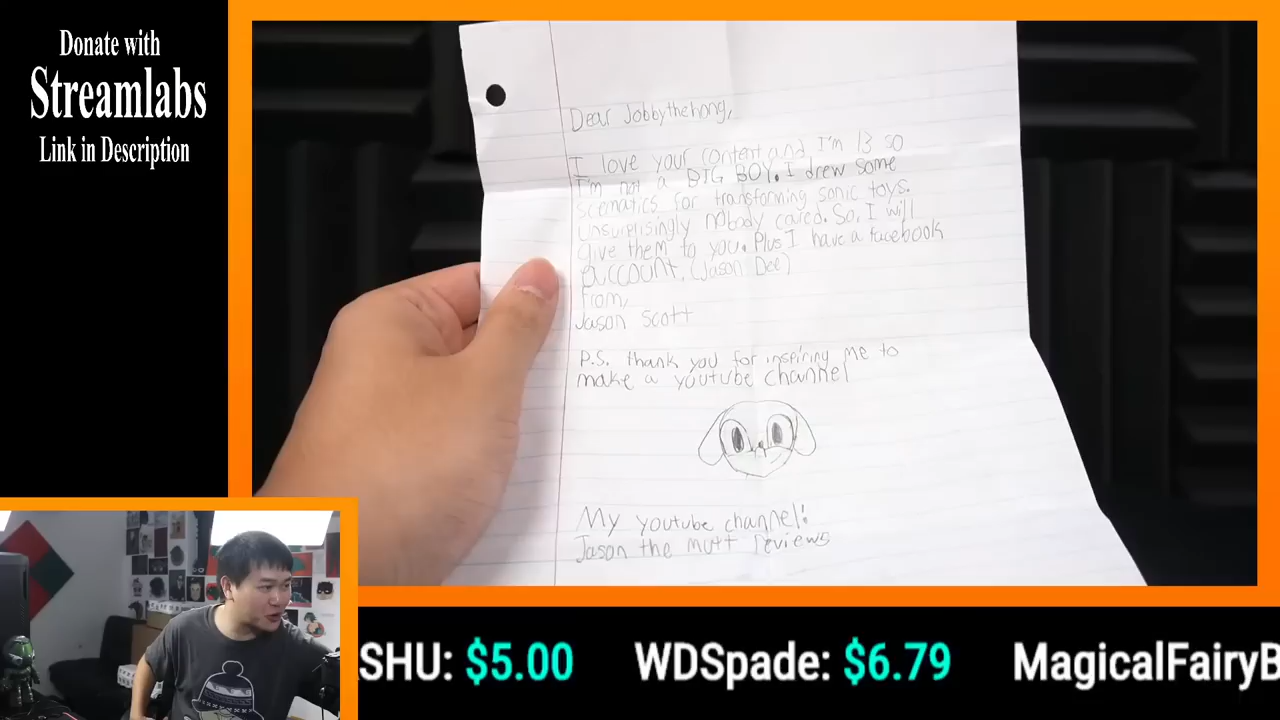 Donate with
Streamlabs
Link in Description
Dear Jobbythehong,
I love your content and I'm 13 so
I'm not a BIG BOY. I drew some
scematics for transforming sonic toys.
unsurprisingly nobody cared. So, I will
give them to you. Plus I have a facebook
puccount. (Jason Dee)
from,
Jason Scott
P.S. thank you for inspiring me to
make a youtube channel
My youtube channel:
Jason the mutt reviews
SHU: $5.00 WDSpade: $6.79 MagicalFairyB